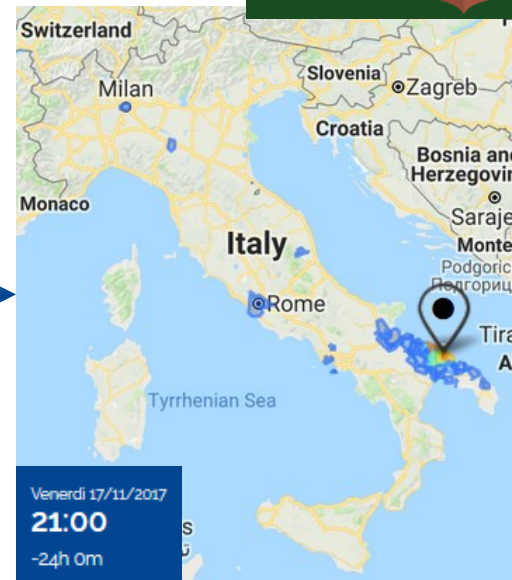 Switzerland
Milan
Slovenia
Zagreb
Croatia
Bosnia and
Herzegovin
Monaco
Saraje
Monte
Italy
Podgoric
Подгориц
Rome
Tira
A
Tyrrhenian Sea
Venerdì 17/11/2017
21:00
-24h 0m
S